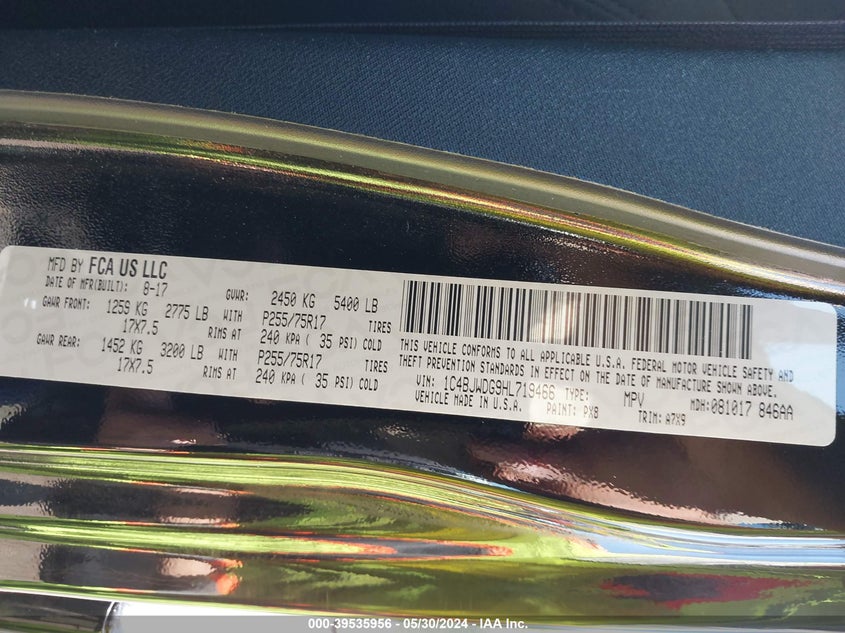 MFD BY FCA US LLC
DATE OF MFR(BUILT): 8-17 GVWR: 2450 KG 5400 LB
GAWR FRONT: 1259 KG 2775 LB WITH P255/75R17 TIRES
17X7.5 RIMS AT 240 KPA ( 35 PSI) COLD
GAWR REAR: 1452 KG 3200 LB WITH P255/75R17 TIRES
17X7.5 RIMS AT 240 KPA ( 35 PSI) COLD
THIS VEHICLE CONFORMS TO ALL APPLICABLE U.S.A. FEDERAL MOTOR VEHICLE SAFETY AND
THEFT PREVENTION STANDARDS IN EFFECT ON THE DATE OF MANUFACTURE SHOWN ABOVE.
VIN: 1C4BJWDG9HL719466 TYPE: MPV MDH: 081017 846AA
VEHICLE MADE IN U.S.A. PAINT: PX8 TRIM: A7X9
000-39535956 - 05/30/2024 - IAA Inc.